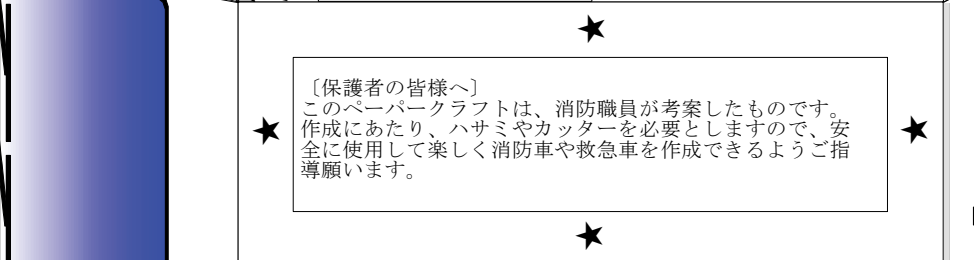 〔保護者の皆様へ〕
このペーパークラフトは、消防職員が考案したものです。
作成にあたり、ハサミやカッターを必要としますので、安
全に使用して楽しく消防車や救急車を作成できるようご指
導願います。